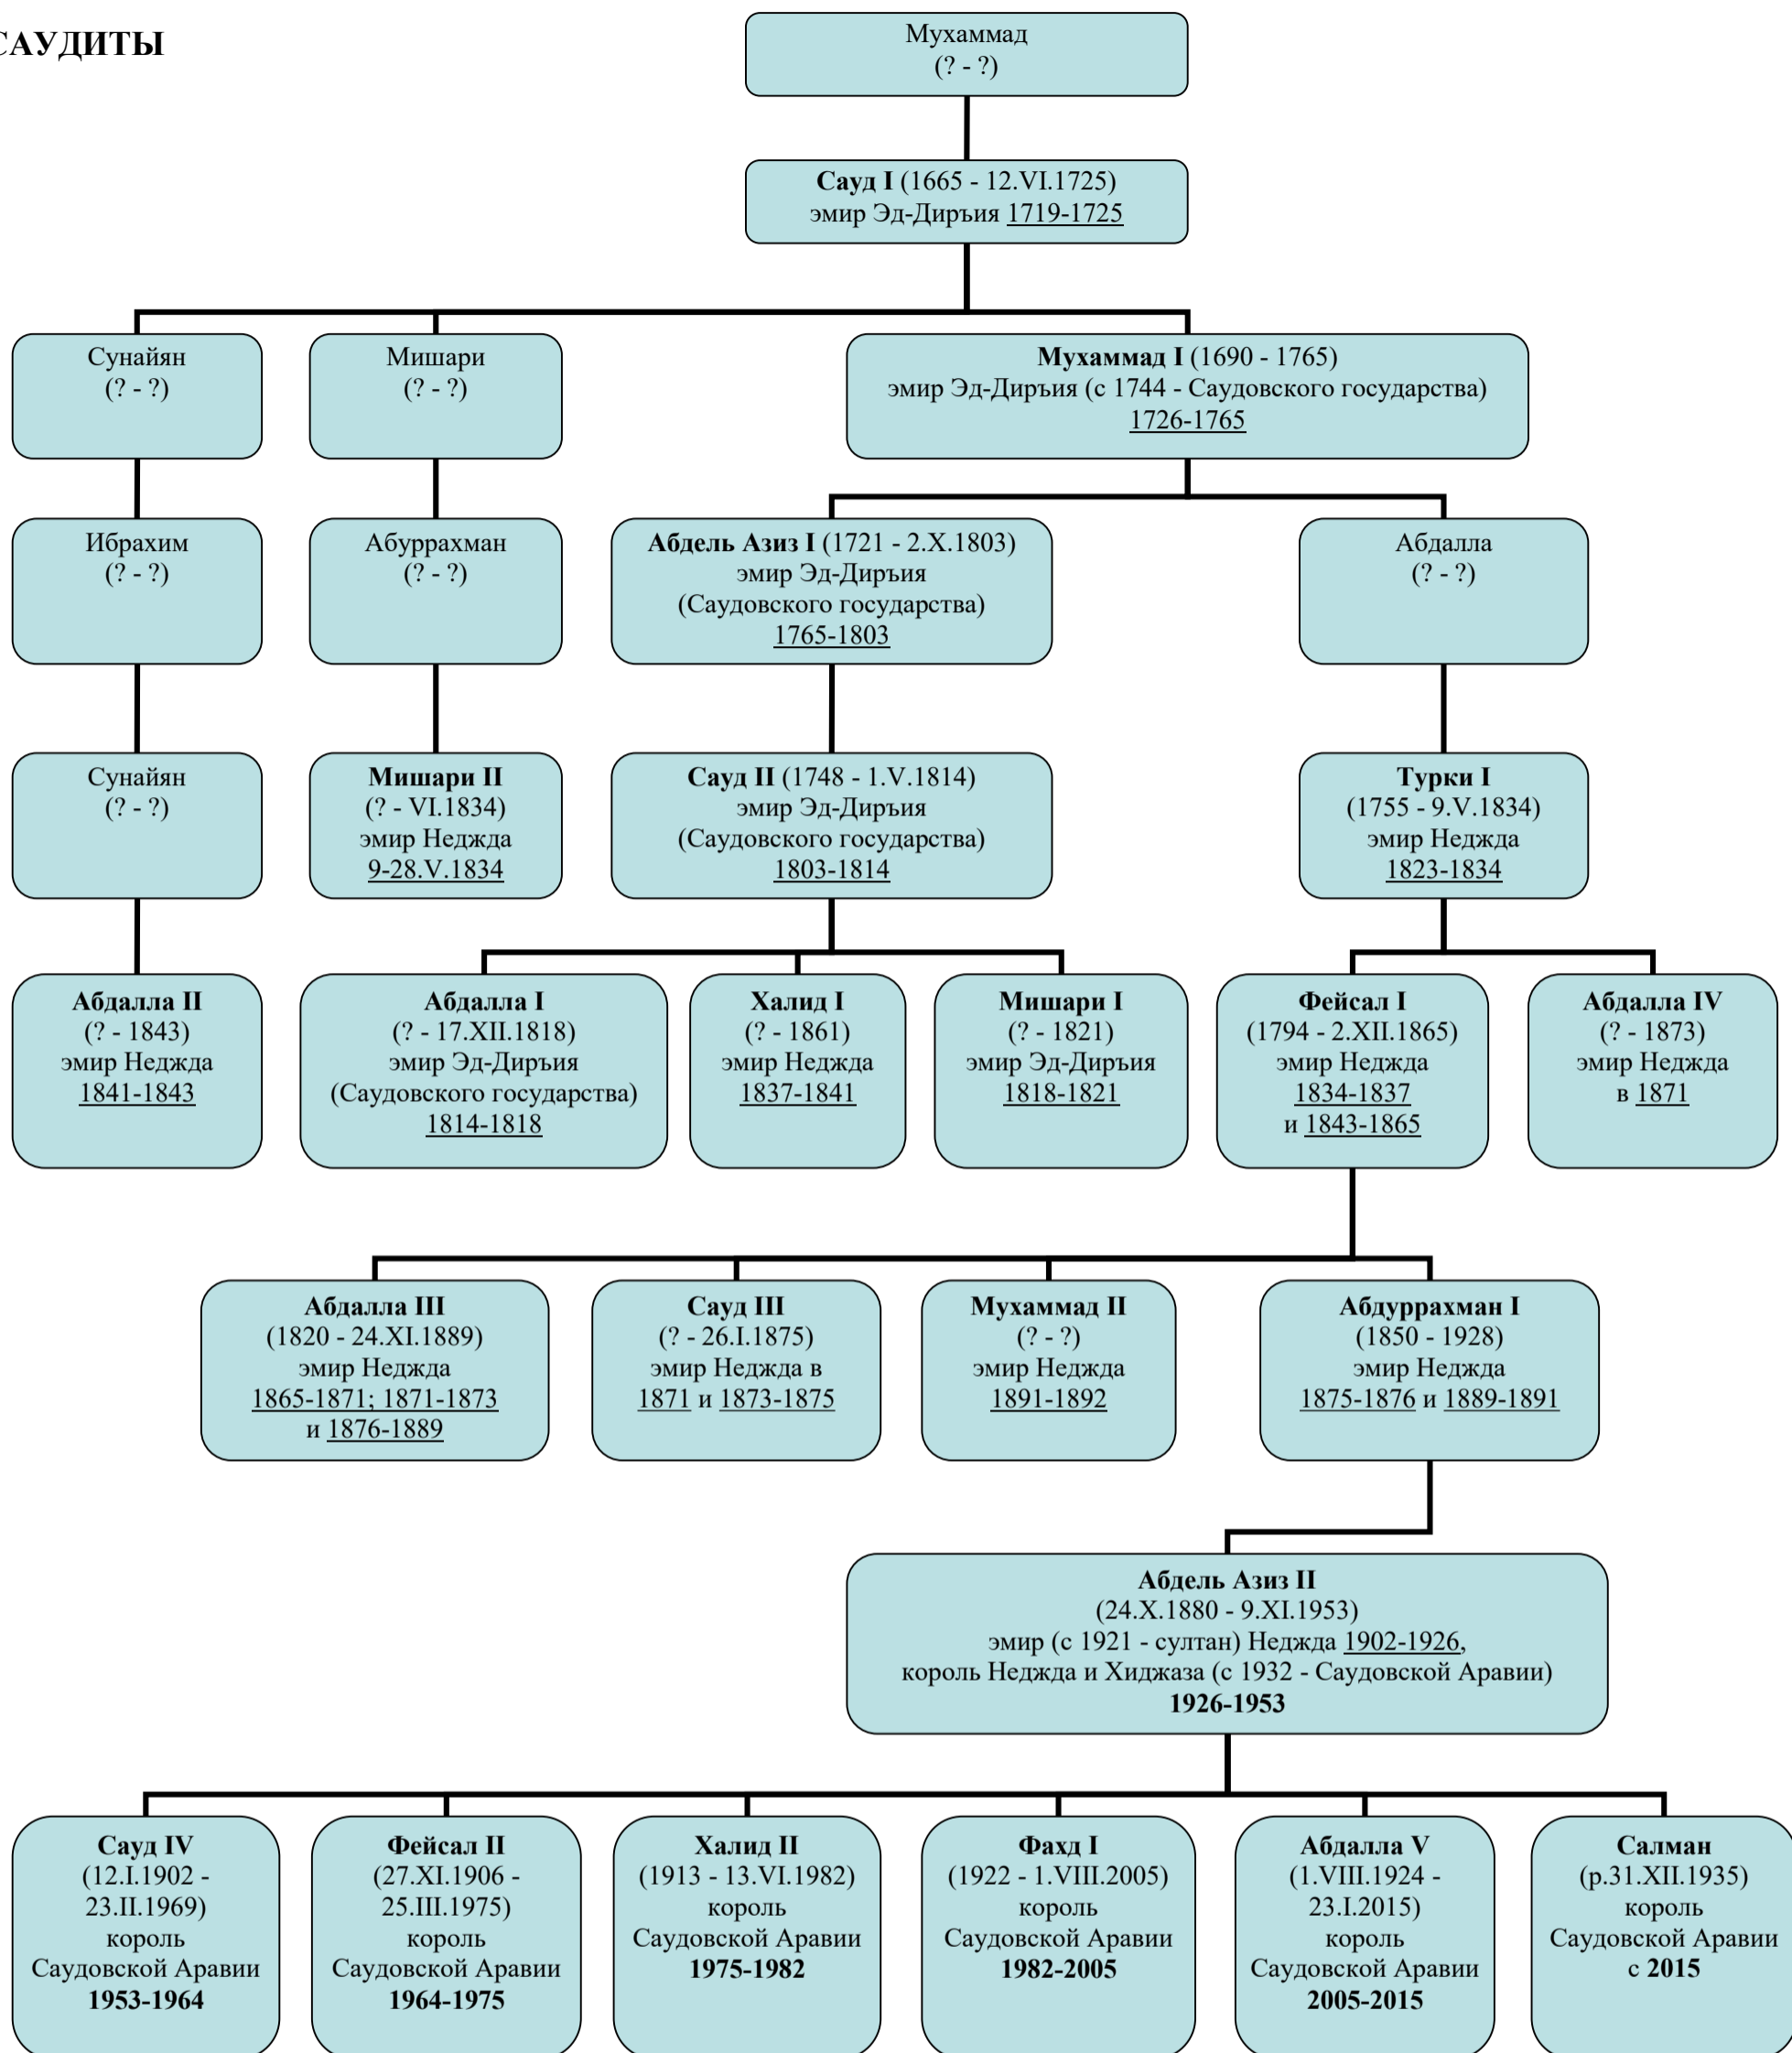 САУДИТЫ
Мухаммад
(? - ?)
Сауд I (1665 - 12.VI.1725)
эмир Эд-Диръия 1719-1725
Сунайян
(? - ?)
Мишари
(? - ?)
Мухаммад I (1690 - 1765)
эмир Эд-Диръия (с 1744 - Саудовского государства)
1726-1765
Ибрахим
(? - ?)
Абуррахман
(? - ?)
Абдель Азиз I (1721 - 2.X.1803)
эмир Эд-Диръия
(Саудовского государства)
1765-1803
Абдалла
(? - ?)
Сунайян
(? - ?)
Мишари II
(? - VI.1834)
эмир Неджда
9-28.V.1834
Сауд II (1748 - 1.V.1814)
эмир Эд-Диръия
(Саудовского государства)
1803-1814
Турки I
(1755 - 9.V.1834)
эмир Неджда
1823-1834
Абдалла II
(? - 1843)
эмир Неджда
1841-1843
Абдалла I
(? - 17.XII.1818)
эмир Эд-Диръия
(Саудовского государства)
1814-1818
Халид I
(? - 1861)
эмир Неджда
1837-1841
Мишари I
(? - 1821)
эмир Эд-Диръия
1818-1821
Фейсал I
(1794 - 2.XII.1865)
эмир Неджда
1834-1837
и 1843-1865
Абдалла IV
(? - 1873)
эмир Неджда
в 1871
Абдалла III
(1820 - 24.XI.1889)
эмир Неджда
1865-1871; 1871-1873
и 1876-1889
Сауд III
(? - 26.I.1875)
эмир Неджда в
1871 и 1873-1875
Мухаммад II
(? - ?)
эмир Неджда
1891-1892
Абдуррахман I
(1850 - 1928)
эмир Неджда
1875-1876 и 1889-1891
Абдель Азиз II
(24.X.1880 - 9.XI.1953)
эмир (с 1921 - султан) Неджда 1902-1926,
король Неджда и Хиджаза (с 1932 - Саудовской Аравии)
1926-1953
Сауд IV
(12.I.1902 -
23.II.1969)
король
Саудовской Аравии
1953-1964
Фейсал II
(27.XI.1906 -
25.III.1975)
король
Саудовской Аравии
1964-1975
Халид II
(1913 - 13.VI.1982)
король
Саудовской Аравии
1975-1982
Фахд I
(1922 - 1.VIII.2005)
король
Саудовской Аравии
1982-2005
Абдалла V
(1.VIII.1924 -
23.I.2015)
король
Саудовской Аравии
2005-2015
Салман
(р.31.XII.1935)
король
Саудовской Аравии
с 2015